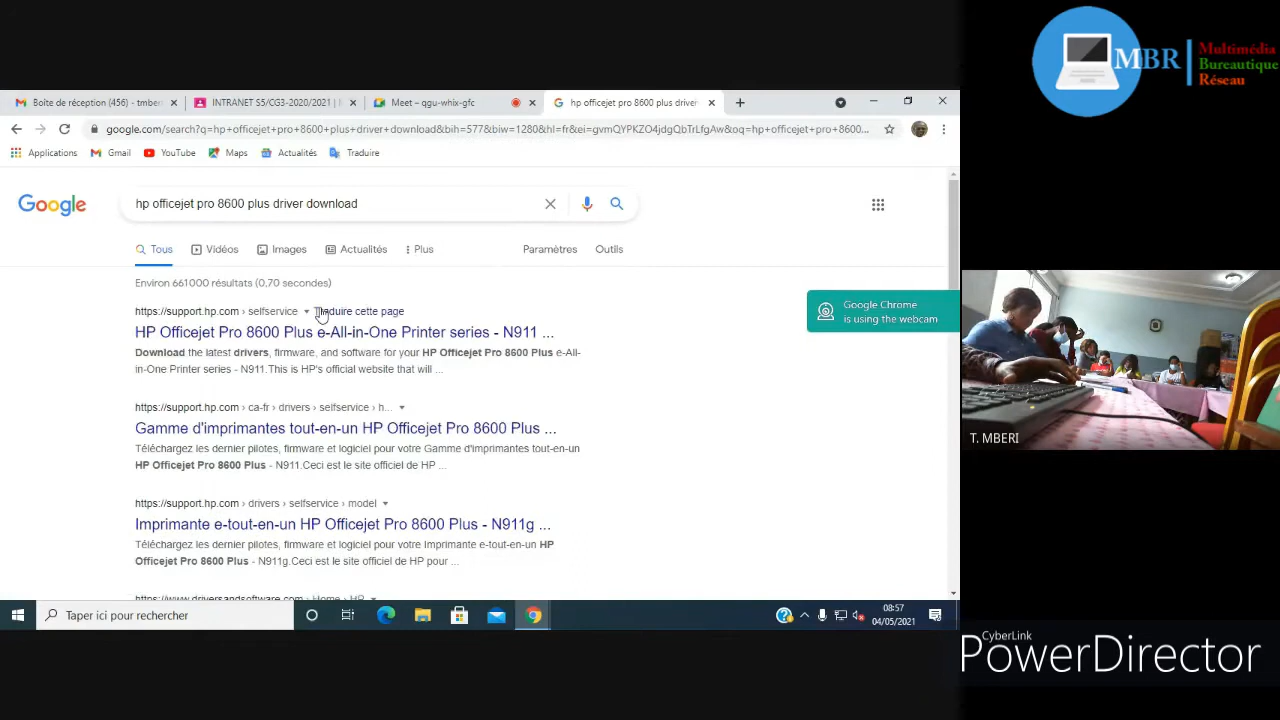 Boîte de réception (456) - tmber
INTRANET S5/CG3-2020/2021 | I
Meet – qgu-whix-gfc
hp officejet pro 8600 plus driver
google.com/search?q=hp+officejet+pro+8600+plus+driver+download&bih=577&biw=1280&hl=fr&ei=gvmQYPKZO4jdgQbTrLfgAw&oq=hp+officejet+pro+8600...
Applications
Gmail
YouTube
Maps
Actualités
Traduire
Google
hp officejet pro 8600 plus driver download
Tous
Vidéos
Images
Actualités
Plus
Paramètres
Outils
Environ 661 000 résultats (0,70 secondes)
https://support.hp.com › selfservice
Traduire cette page
HP Officejet Pro 8600 Plus e-All-in-One Printer series - N911 ...
Download the latest drivers, firmware, and software for your HP Officejet Pro 8600 Plus e-All-
in-One Printer series - N911.This is HP's official website that will ...
https://support.hp.com › ca-fr › drivers › selfservice › h...
Gamme d'imprimantes tout-en-un HP Officejet Pro 8600 Plus ...
Téléchargez les dernier pilotes, firmware et logiciel pour votre Gamme d'imprimantes tout-en-un
HP Officejet Pro 8600 Plus - N911.Ceci est le site officiel de HP ...
https://support.hp.com › drivers › selfservice › model
Imprimante e-tout-en-un HP Officejet Pro 8600 Plus - N911g ...
Téléchargez les dernier pilotes, firmware et logiciel pour votre Imprimante e-tout-en-un HP
Officejet Pro 8600 Plus - N911g.Ceci est le site officiel de HP pour ...
https://www.driversandsoftware.com › Home › HP
Google Chrome
is using the webcam
Taper ici pour rechercher
08:57
04/05/2021
MBR
Multimédia
Bureautique
Réseau
T. MBERI
CyberLink
PowerDirector